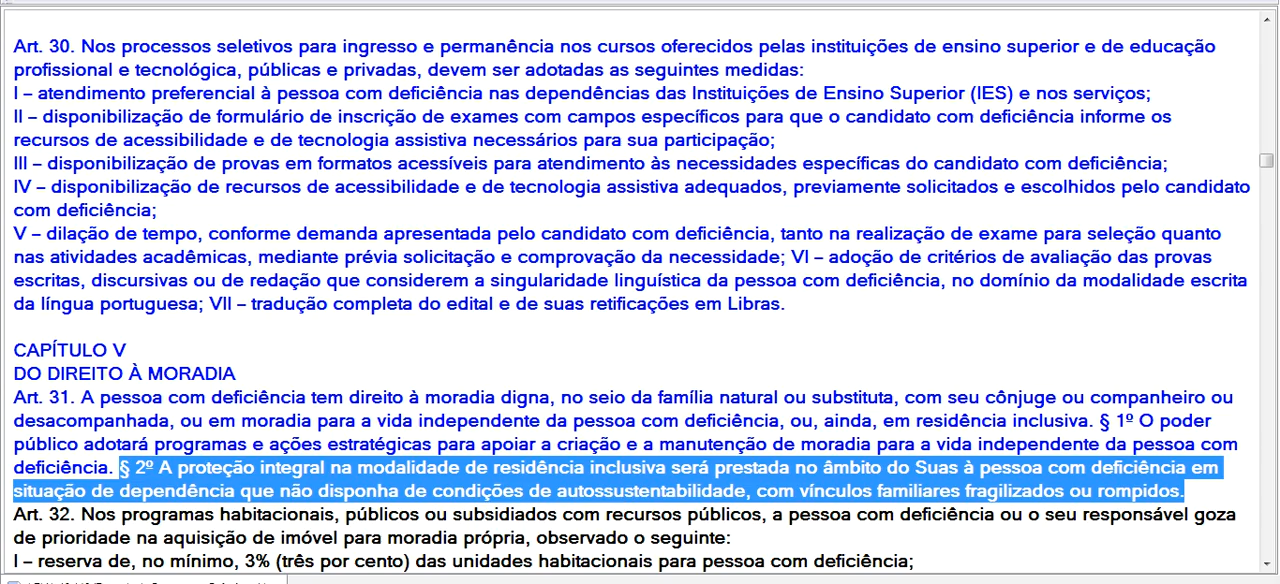 Art. 30. Nos processos seletivos para ingresso e permanência nos cursos oferecidos pelas instituições de ensino superior e de educação
profissional e tecnológica, públicas e privadas, devem ser adotadas as seguintes medidas:
I – atendimento preferencial à pessoa com deficiência nas dependências das Instituições de Ensino Superior (IES) e nos serviços;
II – disponibilização de formulário de inscrição de exames com campos específicos para que o candidato com deficiência informe os
recursos de acessibilidade e de tecnologia assistiva necessários para sua participação;
III – disponibilização de provas em formatos acessíveis para atendimento às necessidades específicas do candidato com deficiência;
IV – disponibilização de recursos de acessibilidade e de tecnologia assistiva adequados, previamente solicitados e escolhidos pelo candidato
com deficiência;
V – dilação de tempo, conforme demanda apresentada pelo candidato com deficiência, tanto na realização de exame para seleção quanto
nas atividades acadêmicas, mediante prévia solicitação e comprovação da necessidade; VI – adoção de critérios de avaliação das provas
escritas, discursivas ou de redação que considerem a singularidade linguística da pessoa com deficiência, no domínio da modalidade escrita
da língua portuguesa; VII – tradução completa do edital e de suas retificações em Libras.
CAPÍTULO V
DO DIREITO À MORADIA
Art. 31. A pessoa com deficiência tem direito à moradia digna, no seio da família natural ou substituta, com seu cônjuge ou companheiro ou
desacompanhada, ou em moradia para a vida independente da pessoa com deficiência, ou, ainda, em residência inclusiva. § 1º O poder
público adotará programas e ações estratégicas para apoiar a criação e a manutenção de moradia para a vida independente da pessoa com
deficiência. § 2º A proteção integral na modalidade de residência inclusiva será prestada no âmbito do Suas à pessoa com deficiência em
situação de dependência que não disponha de condições de autossustentabilidade, com vínculos familiares fragilizados ou rompidos.
Art. 32. Nos programas habitacionais, públicos ou subsidiados com recursos públicos, a pessoa com deficiência ou o seu responsável goza
de prioridade na aquisição de imóvel para moradia própria, observado o seguinte:
I – reserva de, no mínimo, 3% (três por cento) das unidades habitacionais para pessoa com deficiência;